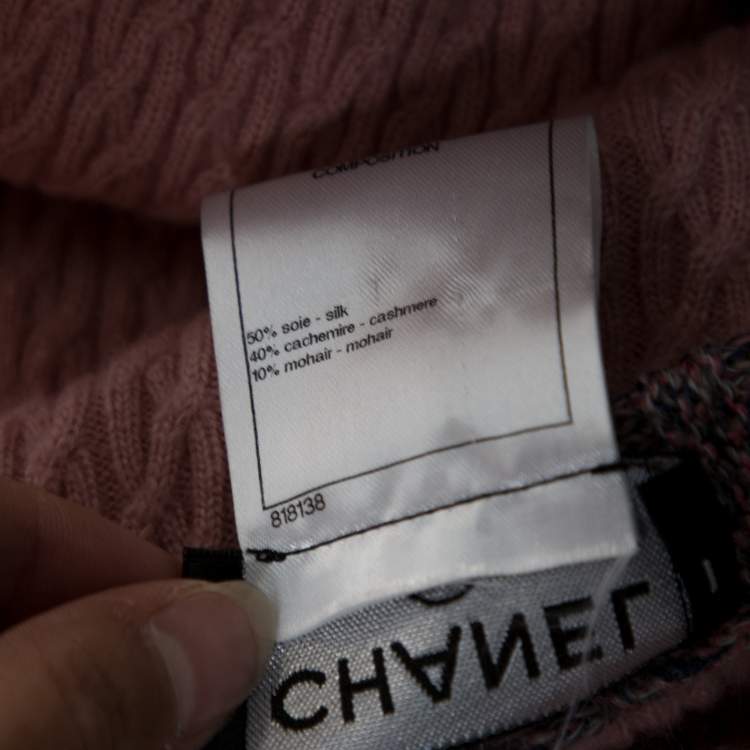 COMPOSITION
50% soie - silk
40% cachemire - cashmere
10% mohair - mohair
818138
CHANEL